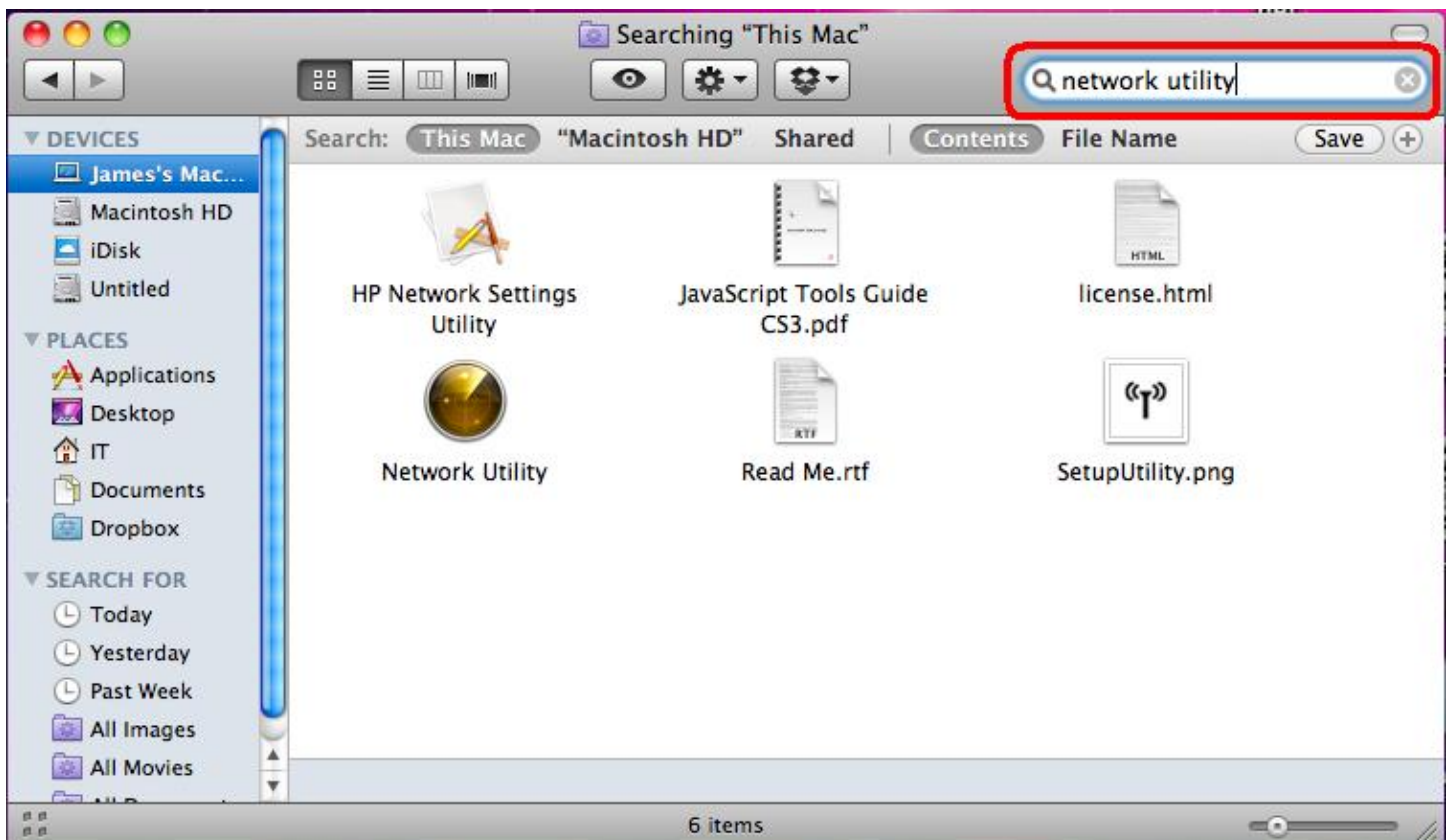 Searching “This Mac”
network utility
Search: This Mac "Macintosh HD" Shared Contents File Name Save
DEVICES
James's Mac...
Macintosh HD
iDisk
Untitled
PLACES
Applications
Desktop
IT
Documents
Dropbox
SEARCH FOR
Today
Yesterday
Past Week
All Images
All Movies
HP Network Settings
Utility
JavaScript Tools Guide
CS3.pdf
HTML
license.html
Network Utility
RTF
Read Me.rtf
SetupUtility.png
6 items